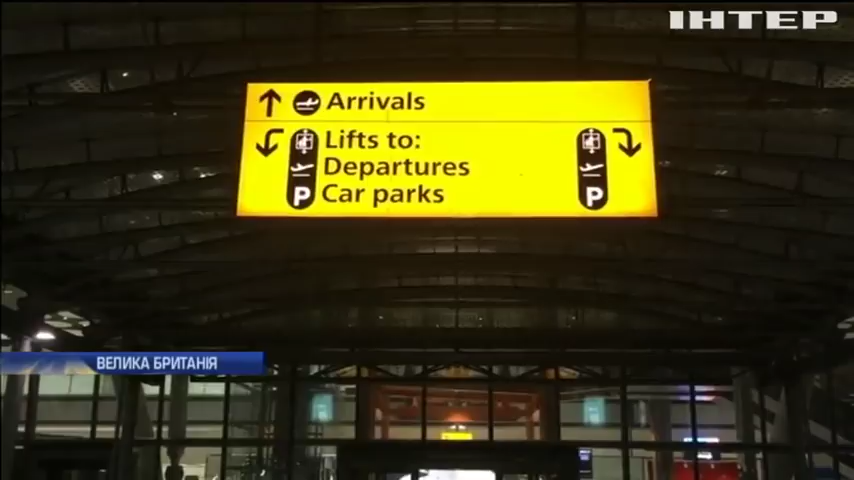 ІНТЕР
Arrivals
Lifts to:
Departures
P Car parks P
ВЕЛИКА БРИТАНІЯ